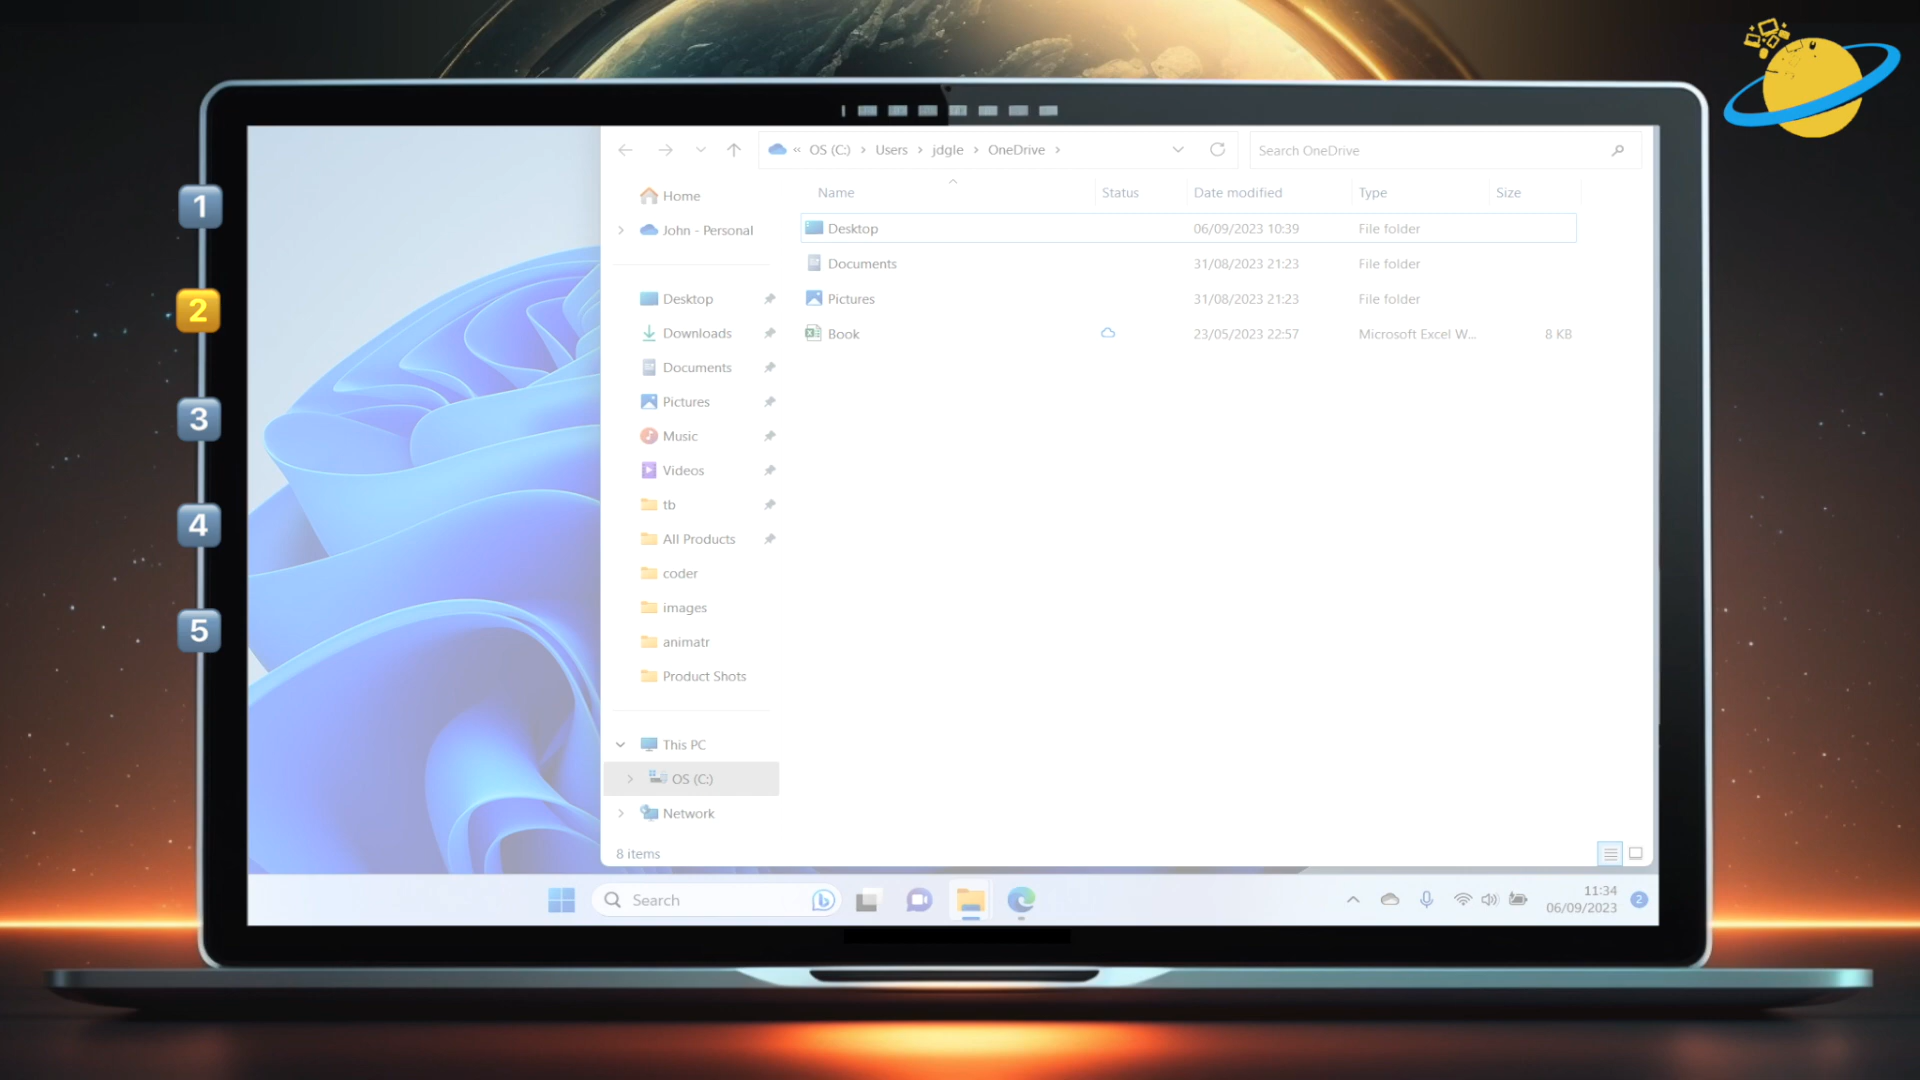 1
2
3
4
5
« OS (C:) > Users > jdgle > OneDrive >
Search OneDrive
Name Status Date modified Type Size
Home
John - Personal
Desktop
Downloads
Documents
Pictures
Music
Videos
tb
All Products
coder
images
animatr
Product Shots
This PC
OS (C:)
Network
8 items
Desktop 06/09/2023 10:39 File folder
Documents 31/08/2023 21:23 File folder
Pictures 31/08/2023 21:23 File folder
Book 23/05/2023 22:57 Microsoft Excel W... 8 KB
Search
11:34
06/09/2023
2